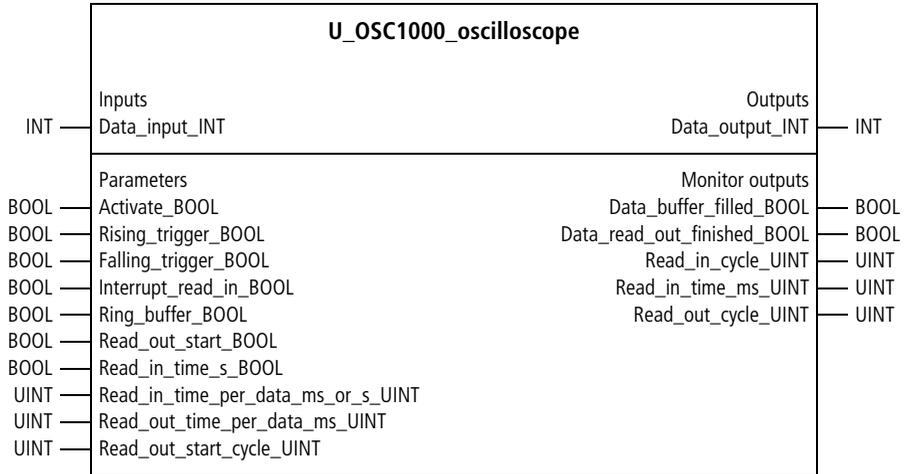 U_OSC1000_oscilloscope
Inputs Outputs
INT Data_input_INT Data_output_INT INT
Parameters Monitor outputs
BOOL Activate_BOOL Data_buffer_filled_BOOL BOOL
BOOL Rising_trigger_BOOL Data_read_out_finished_BOOL BOOL
BOOL Falling_trigger_BOOL Read_in_cycle_UINT UINT
BOOL Interrupt_read_in_BOOL Read_in_time_ms_UINT UINT
BOOL Ring_buffer_BOOL Read_out_cycle_UINT UINT
BOOL Read_out_start_BOOL
BOOL Read_in_time_s_BOOL
UINT Read_in_time_per_data_ms_or_s_UINT
UINT Read_out_time_per_data_ms_UINT
UINT Read_out_start_cycle_UINT